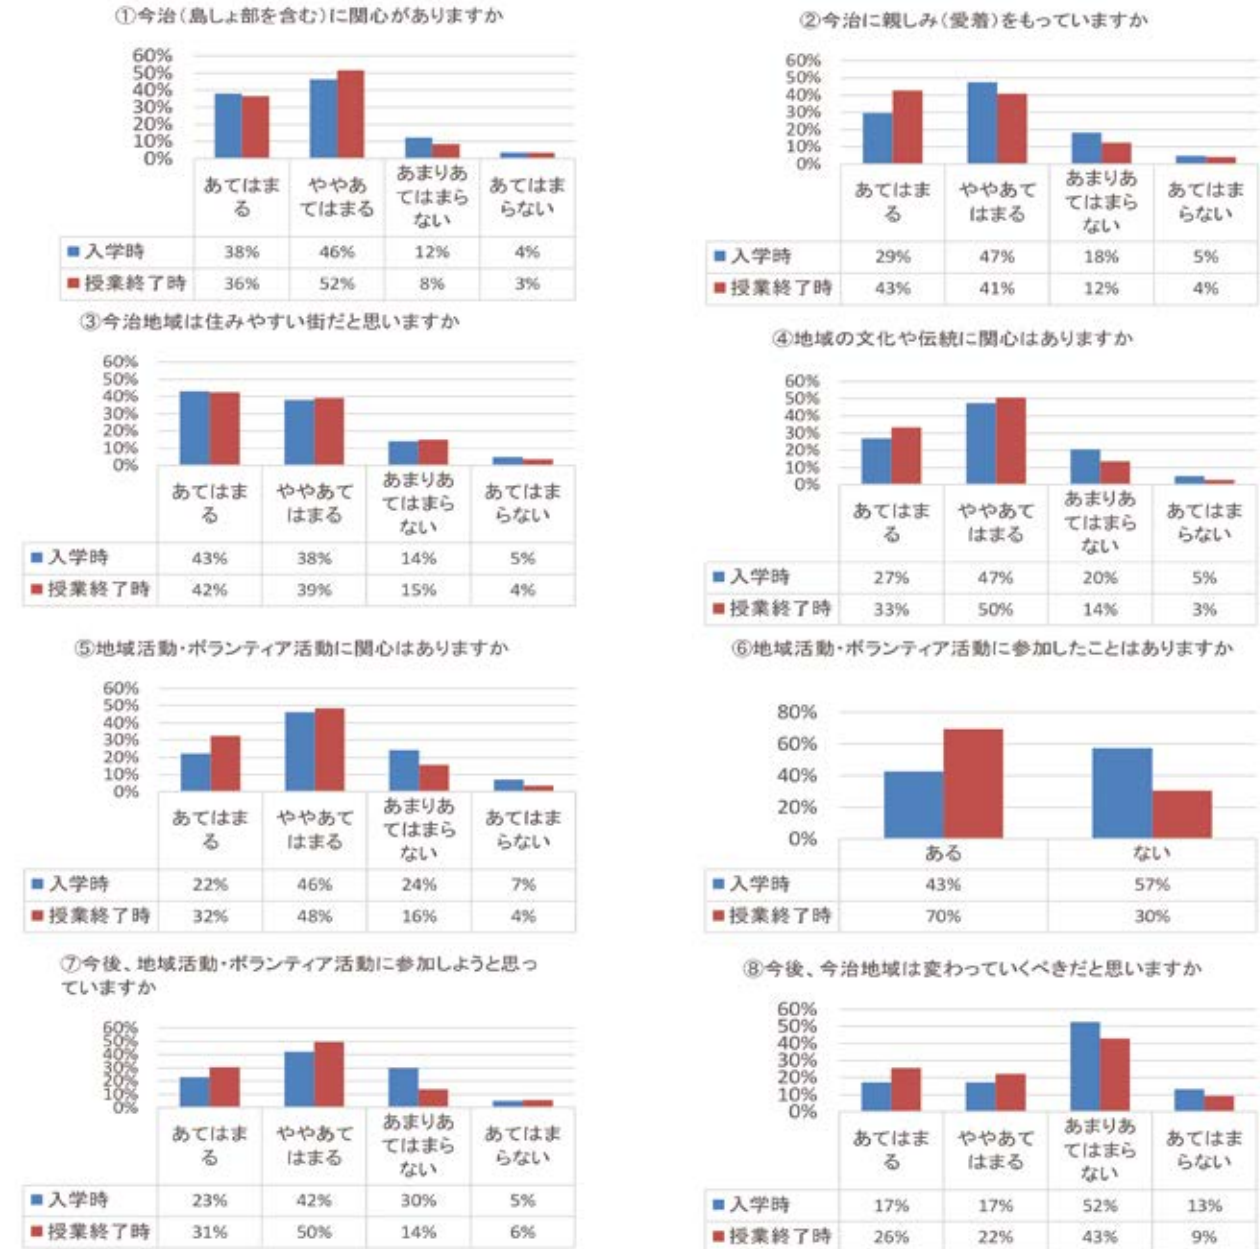 ①今治(島しょ部を含む)に関心がありますか
60%
50%
40%
30%
20%
10%
0%
あてはま
る
ややあ
てはまる
あまりあ
てはまら
ない
あてはま
らない
■入学時 38% 46% 12% 4%
■授業終了時 36% 52% 8% 3%
②今治に親しみ(愛着)をもっていますか
60%
50%
40%
30%
20%
10%
0%
あてはま
る
ややあて
はまる
あまりあ
てはまら
ない
あてはま
らない
■入学時 29% 47% 18% 5%
■授業終了時 43% 41% 12% 4%
③今治地域は住みやすい街だと思いますか
60%
50%
40%
30%
20%
10%
0%
あてはま
る
ややあて
はまる
あまりあ
てはまら
ない
あてはま
らない
■入学時 43% 38% 14% 5%
■授業終了時 42% 39% 15% 4%
④地域の文化や伝統に関心はありますか
60%
50%
40%
30%
20%
10%
0%
あてはま
る
ややあて
はまる
あまりあ
てはまら
ない
あてはま
らない
■入学時 27% 47% 20% 5%
■授業終了時 33% 50% 14% 3%
⑤地域活動・ボランティア活動に関心はありますか
60%
50%
40%
30%
20%
10%
0%
あてはま
る
ややあて
はまる
あまりあ
てはまら
ない
あてはま
らない
■入学時 22% 46% 24% 7%
■授業終了時 32% 48% 16% 4%
⑥地域活動・ボランティア活動に参加したことはありますか
80%
60%
40%
20%
0%
ある
ない
■入学時 43% 57%
■授業終了時 70% 30%
⑦今後、地域活動・ボランティア活動に参加しようと思っ
ていますか
60%
50%
40%
30%
20%
10%
0%
あてはま
る
ややあて
はまる
あまりあ
てはまら
ない
あてはま
らない
■入学時 23% 42% 30% 5%
■授業終了時 31% 50% 14% 6%
⑧今後、今治地域は変わっていくべきだと思いますか
60%
50%
40%
30%
20%
10%
0%
あてはま
る
ややあて
はまる
あまりあ
てはまら
ない
あてはま
らない
■入学時 17% 17% 52% 13%
■授業終了時 26% 22% 43% 9%